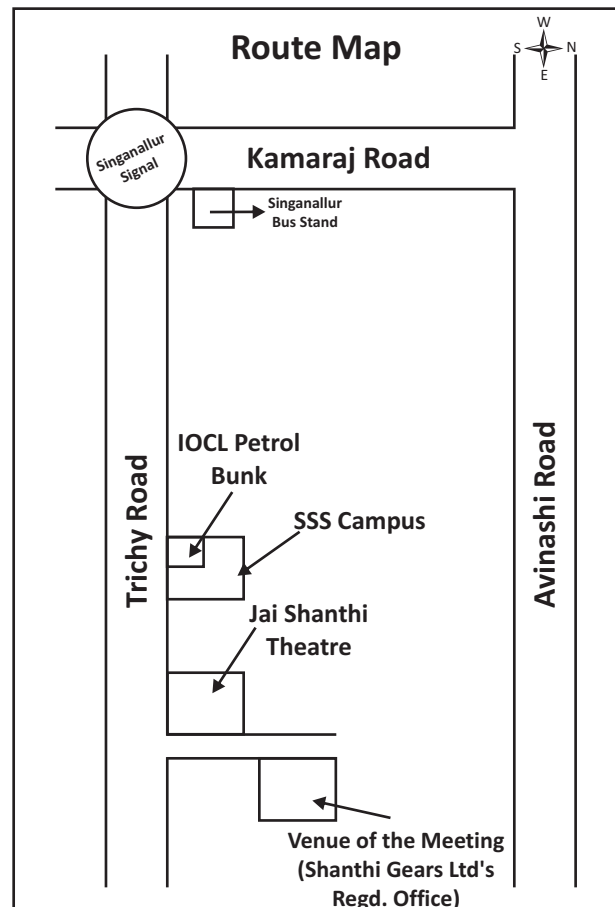 Route Map
W
S N
E
Singanallur
Signal
Kamaraj Road
Singanallur
Bus Stand
IOCL Petrol
Bunk
SSS Campus
Trichy Road
Avinashi Road
Jai Shanthi
Theatre
Venue of the Meeting
(Shanthi Gears Ltd's
Regd. Office)